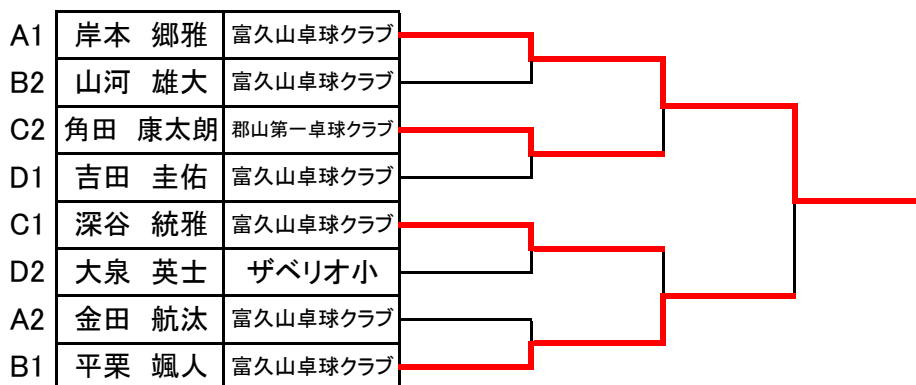 A1 岸本 郷雅 富久山卓球クラブ
B2 山河 雄大 富久山卓球クラブ
C2 角田 康太朗 郡山第一卓球クラブ
D1 吉田 圭佑 富久山卓球クラブ
C1 深谷 統雅 富久山卓球クラブ
D2 大泉 英士 ザベリオ小
A2 金田 航汰 富久山卓球クラブ
B1 平栗 颯人 富久山卓球クラブ